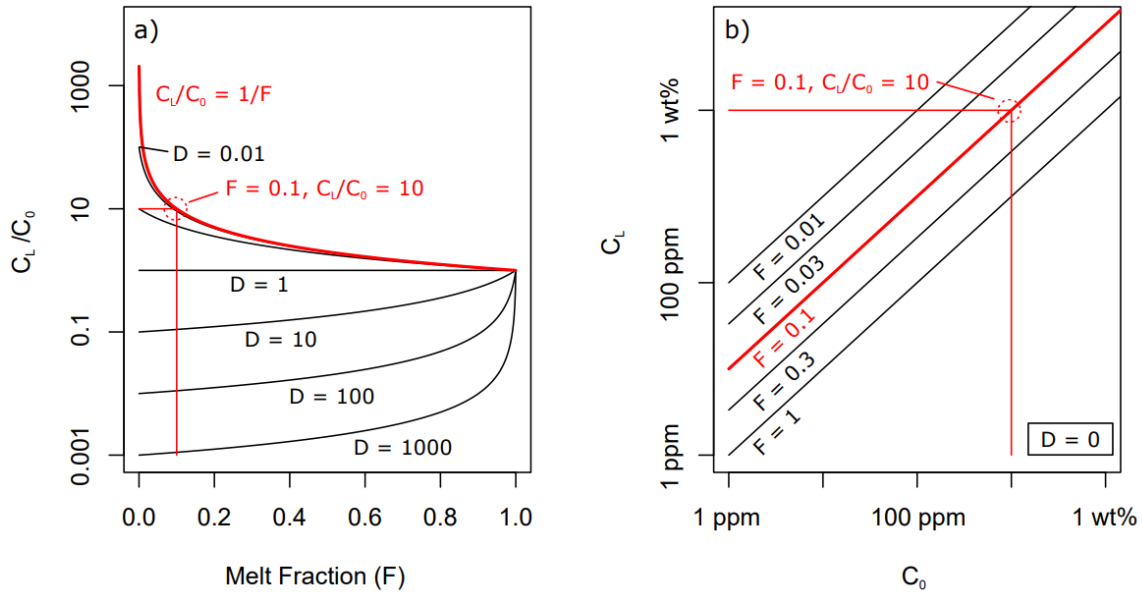 a)
C_L/C_0 = 1/F
D = 0.01
F = 0.1, C_L/C_0 = 10
D = 1
D = 10
D = 100
D = 1000
1000
10
0.1
0.001
C_L/C_0
0.0 0.2 0.4 0.6 0.8 1.0
Melt Fraction (F)
b)
F = 0.1, C_L/C_0 = 10
F = 0.01
F = 0.03
F = 0.1
F = 0.3
F = 1
D = 0
1 wt%
100 ppm
1 ppm
C_L
1 ppm 100 ppm 1 wt%
C_0